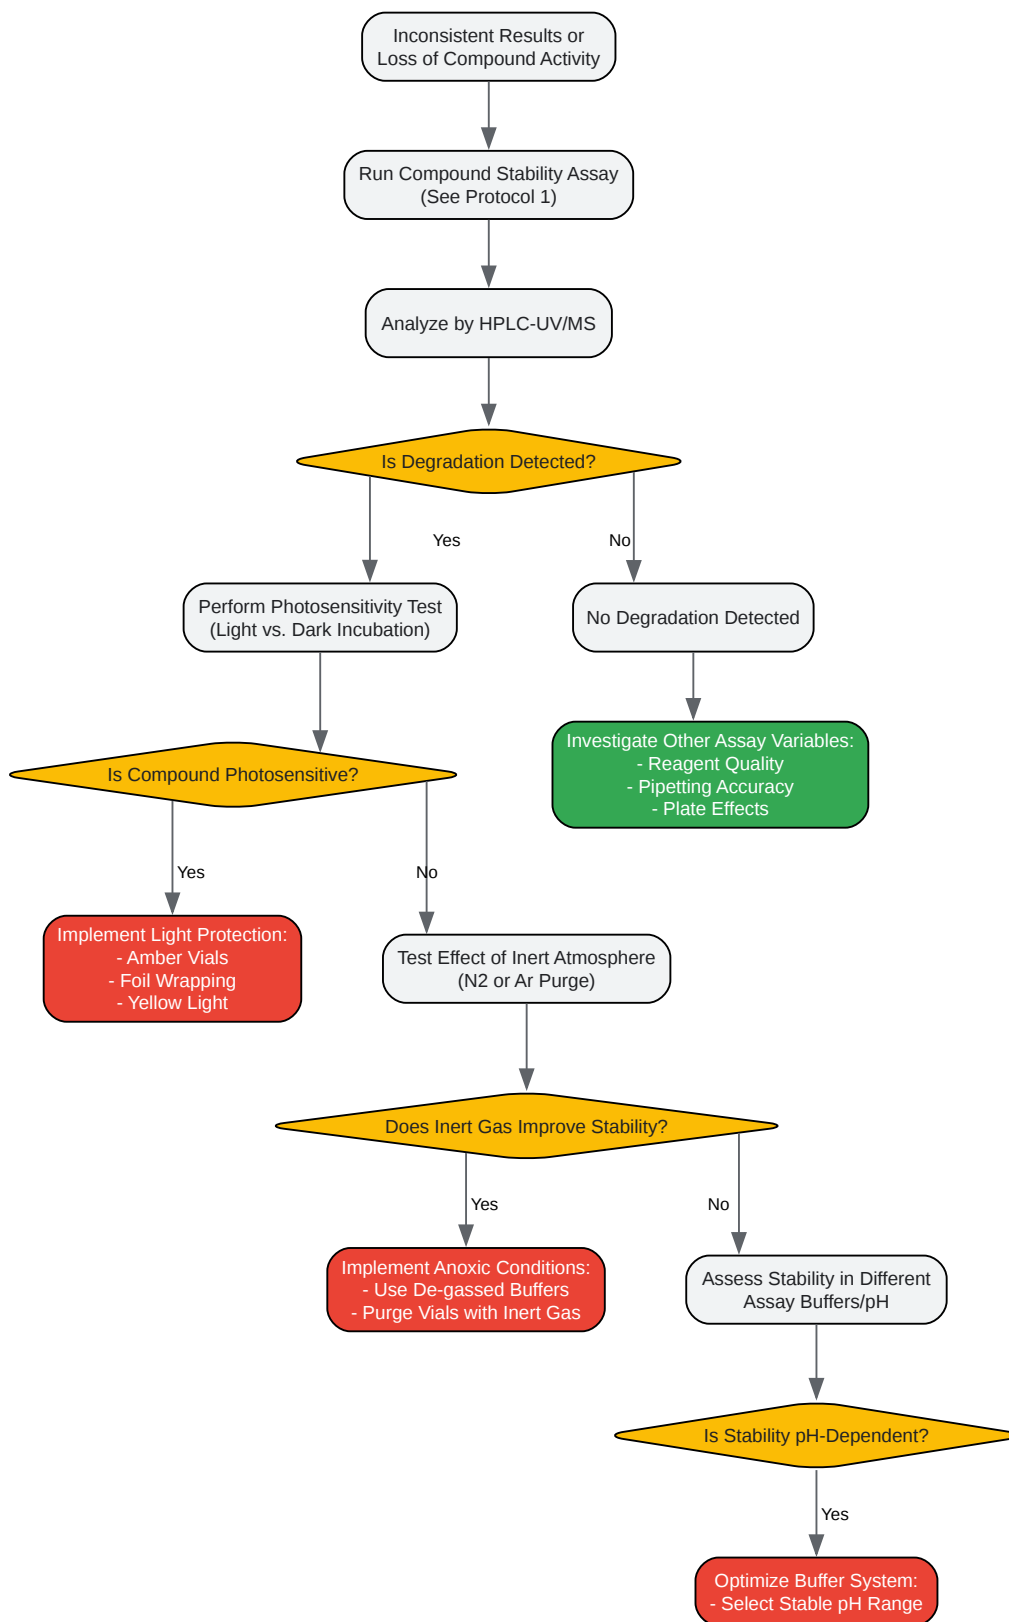 Inconsistent Results or
Loss of Compound Activity
Run Compound Stability Assay
(See Protocol 1)
Analyze by HPLC-UV/MS
Is Degradation Detected?
Yes
No
Perform Photosensitivity Test
(Light vs. Dark Incubation)
No Degradation Detected
Investigate Other Assay Variables:
- Reagent Quality
- Pipetting Accuracy
- Plate Effects
Is Compound Photosensitive?
Yes
No
Implement Light Protection:
- Amber Vials
- Foil Wrapping
- Yellow Light
Test Effect of Inert Atmosphere
(N2 or Ar Purge)
Does Inert Gas Improve Stability?
Yes
No
Implement Anoxic Conditions:
- Use De-gassed Buffers
- Purge Vials with Inert Gas
Assess Stability in Different
Assay Buffers/pH
Is Stability pH-Dependent?
Yes
Optimize Buffer System:
- Select Stable pH Range